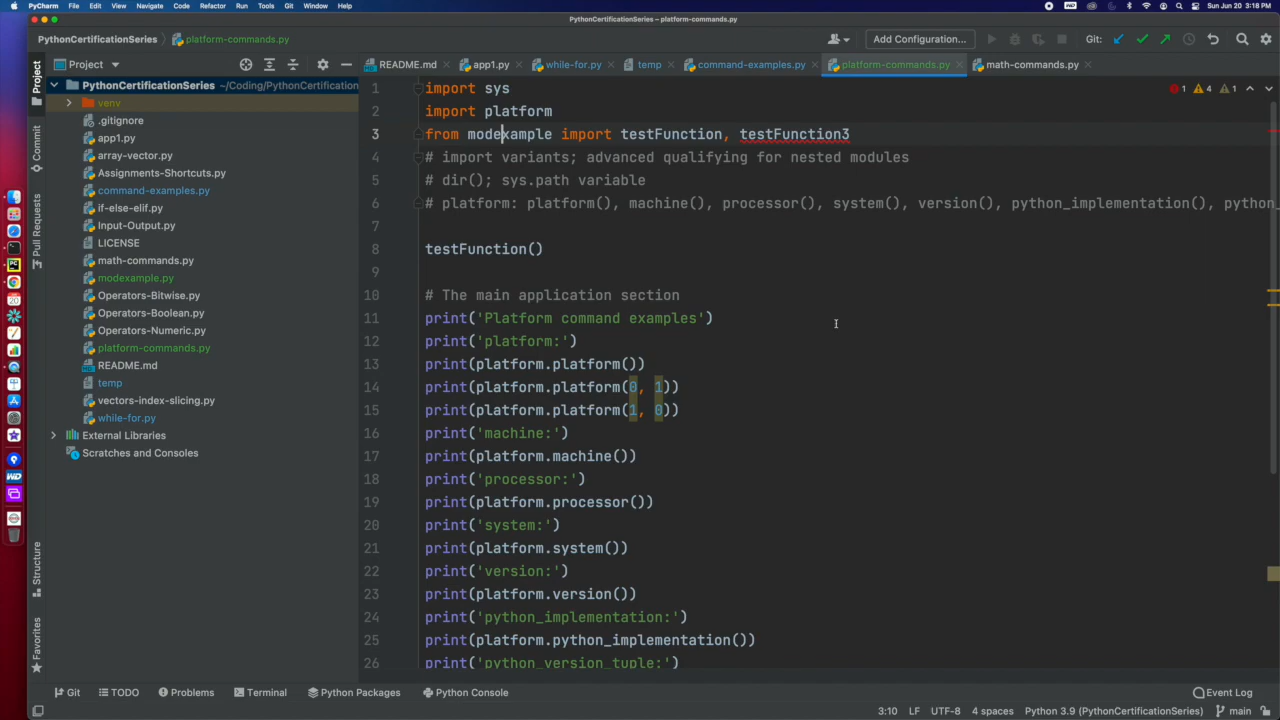 PyCharm File Edit View Navigate Code Refactor Run Tools Git Window Help Sun Jun 20 3:18 PM
PythonCertificationSeries – platform-commands.py
PythonCertificationSeries platform-commands.py Add Configuration... Git:
Project README.md app1.py while-for.py temp command-examples.py platform-commands.py math-commands.py
Project
Commit
Pull Requests
Structure
Favorites
PythonCertificationSeries ~/Coding/PythonCertification
venv
.gitignore
app1.py
array-vector.py
Assignments-Shortcuts.py
command-examples.py
if-else-elif.py
Input-Output.py
LICENSE
math-commands.py
modexample.py
Operators-Bitwise.py
Operators-Boolean.py
Operators-Numeric.py
platform-commands.py
README.md
temp
vectors-index-slicing.py
while-for.py
External Libraries
Scratches and Consoles
1 4 1
1 import sys
2 import platform
3 from modexample import testFunction, testFunction3
4 # import variants; advanced qualifying for nested modules
5 # dir(); sys.path variable
6 # platform: platform(), machine(), processor(), system(), version(), python_implementation(), python_
7
8 testFunction()
9
10 # The main application section
11 print('Platform command examples')
12 print('platform:')
13 print(platform.platform())
14 print(platform.platform(0, 1))
15 print(platform.platform(1, 0))
16 print('machine:')
17 print(platform.machine())
18 print('processor:')
19 print(platform.processor())
20 print('system:')
21 print(platform.system())
22 print('version:')
23 print(platform.version())
24 print('python_implementation:')
25 print(platform.python_implementation())
26 print('python_version_tuple:')
Git TODO Problems Terminal Python Packages Python Console Event Log
3:10 LF UTF-8 4 spaces Python 3.9 (PythonCertificationSeries) main